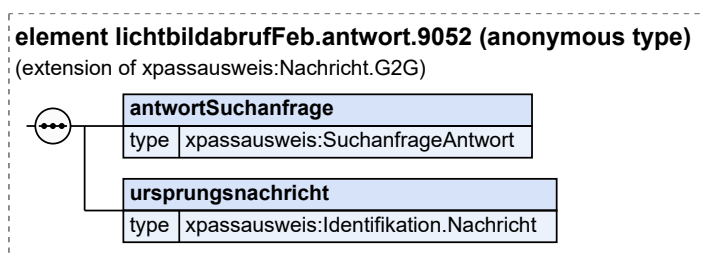 element lichtbildabrufFeb.antwort.9052 (anonymous type)
(extension of xpassausweis:Nachricht.G2G)
antwortSuchanfrage
type xpassausweis:SuchanfrageAntwort
ursprungsnachricht
type xpassausweis:Identifikation.Nachricht